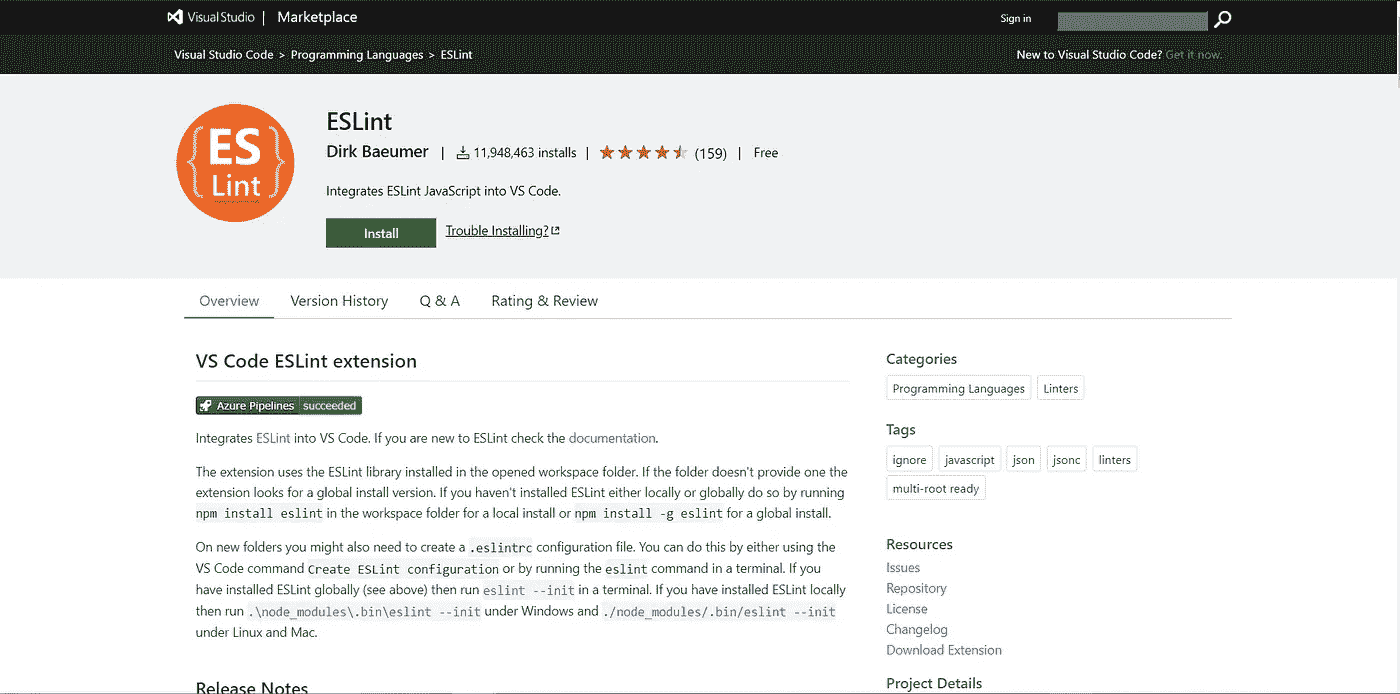 Visual Studio | Marketplace
Sign in
Visual Studio Code > Programming Languages > ESLint
New to Visual Studio Code? Get it now.
ES
Lint
ESLint
Dirk Baeumer | 11,948,463 installs | (159) | Free
Integrates ESLint JavaScript into VS Code.
Install
Trouble Installing?
Overview
Version History
Q & A
Rating & Review
VS Code ESLint extension
Azure Pipelines succeeded
Integrates ESLint into VS Code. If you are new to ESLint check the documentation.
The extension uses the ESLint library installed in the opened workspace folder. If the folder doesn't provide one the
extension looks for a global install version. If you haven't installed ESLint either locally or globally do so by running
npm install eslint in the workspace folder for a local install or npm install -g eslint for a global install.
On new folders you might also need to create a .eslintrc configuration file. You can do this by either using the
VS Code command Create ESLint configuration or by running the eslint command in a terminal. If you
have installed ESLint globally (see above) then run eslint --init in a terminal. If you have installed ESLint locally
then run .\node_modules\.bin\eslint --init under Windows and ./node_modules/.bin/eslint --init
under Linux and Mac.
Release Notes
Categories
Programming Languages
Linters
Tags
ignore
javascript
json
jsonc
linters
multi-root ready
Resources
Issues
Repository
License
Changelog
Download Extension
Project Details